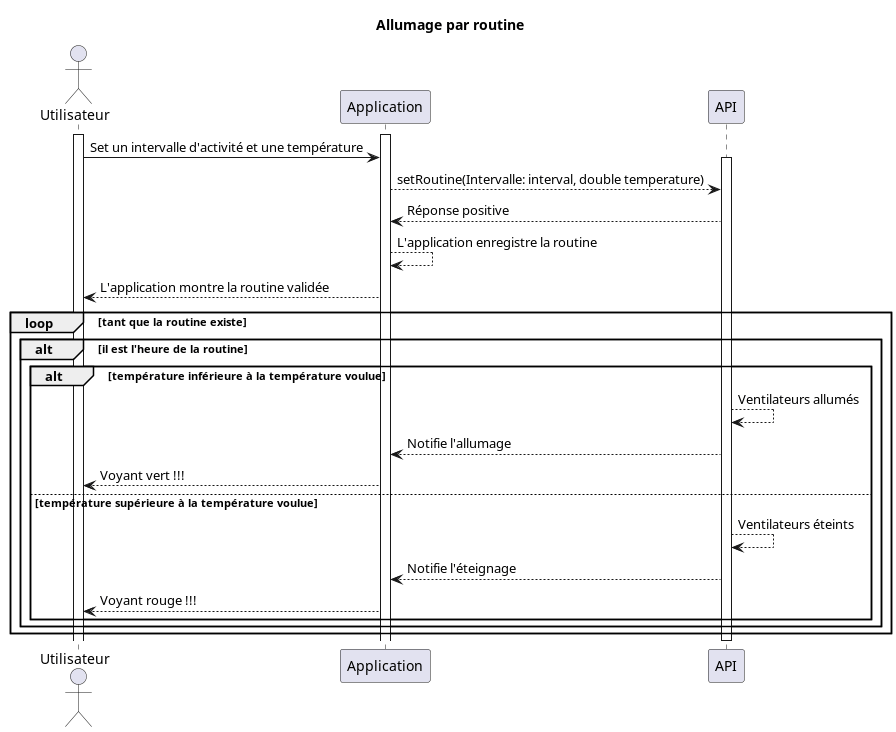 Allumage par routine
Utilisateur
Application
API
Set un intervalle d'activité et une température
setRoutine(Intervalle: interval, double temperature)
Réponse positive
L'application enregistre la routine
L'application montre la routine validée
loop [tant que la routine existe]
alt [il est l'heure de la routine]
alt [température inférieure à la température voulue]
Ventilateurs allumés
Notifie l'allumage
Voyant vert !!!
[température supérieure à la température voulue]
Ventilateurs éteints
Notifie l'éteignage
Voyant rouge !!!
Utilisateur
Application
API